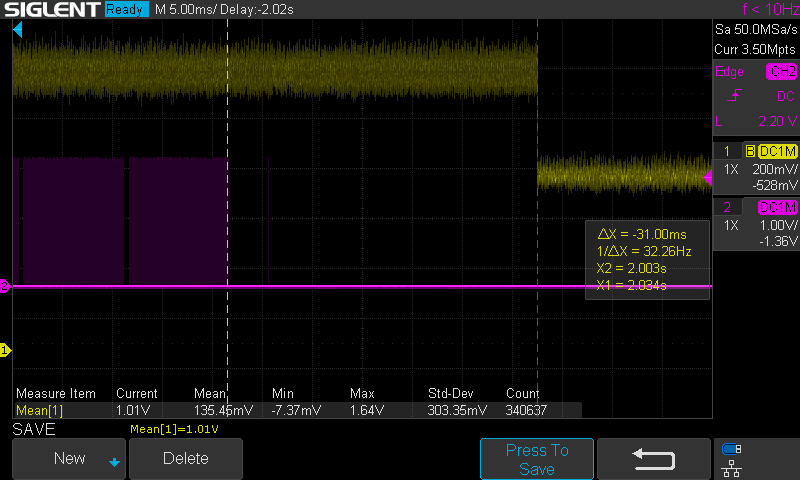 SIGLENT Ready M 5.00ms/ Delay:-2.02s f < 10Hz
Sa 50.0MSa/s
Curr 3.50Mpts
Edge CH2
DC
L 2.20 V
1 B DC1M
1X 200mV/
-528mV
2 DC1M
1X 1.00V/
-1.36V
ΔX = -31.00ms
1/ΔX = 32.26Hz
X2 = 2.003s
X1 = 2.034s
2
1
Measure Item Current Mean Min Max Std-Dev Count
Mean[1] 1.01V 135.45mV -7.37mV 1.64V 303.35mV 340637
SAVE Mean[1]=1.01V
New Delete Press To
Save